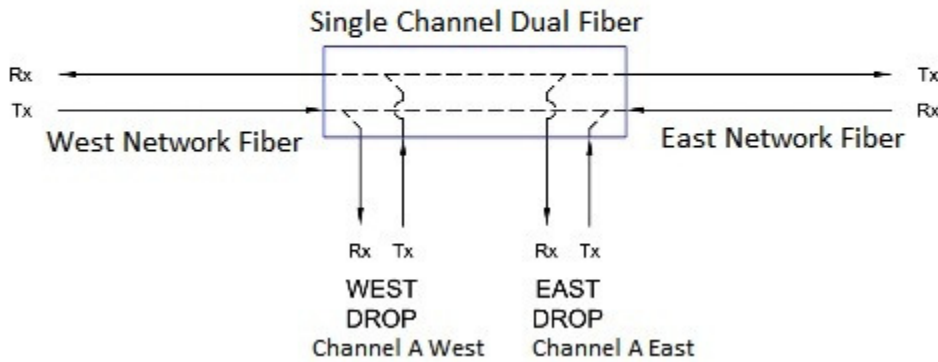 Single Channel Dual Fiber
Rx
Tx
Tx
Rx
West Network Fiber
East Network Fiber
Rx
Tx
Rx
Tx
WEST
DROP
Channel A West
EAST
DROP
Channel A East